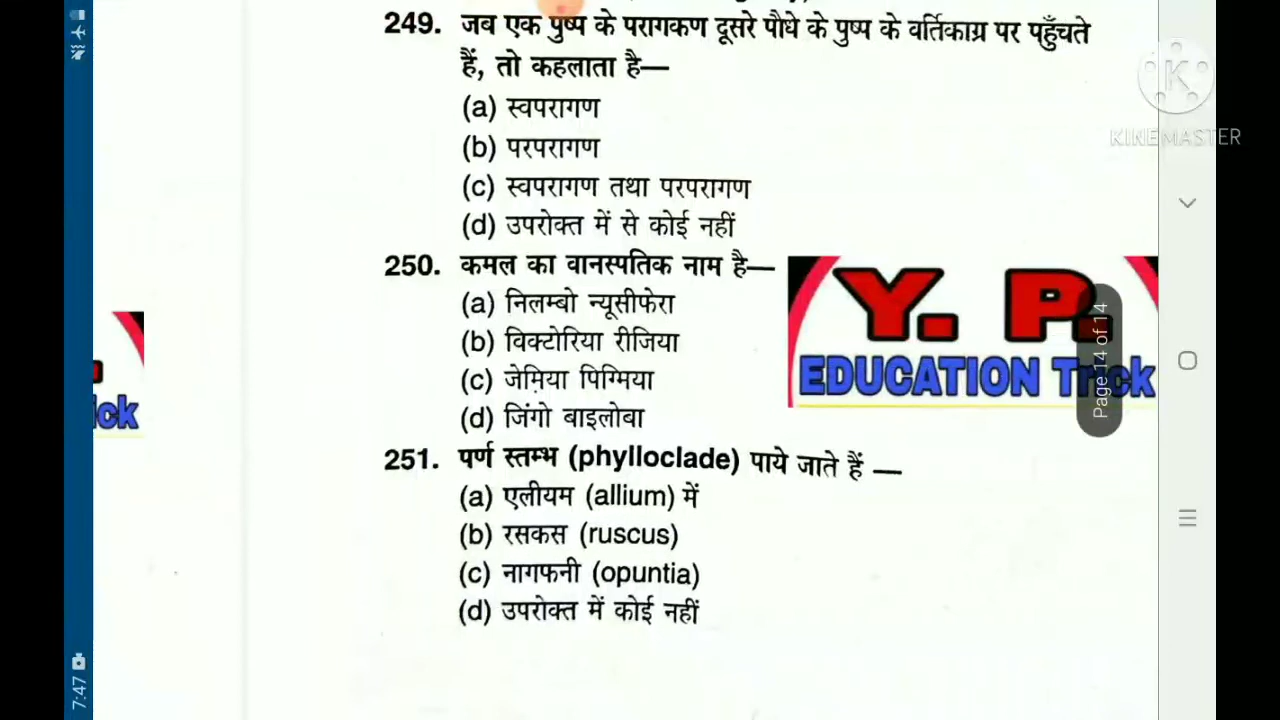 249. जब एक पुष्प के परागकण दूसरे पौधे के पुष्प के वर्तिकाग्र पर पहुँचते
हैं, तो कहलाता है—
(a) स्वपरागण
(b) परपरागण
(c) स्वपरागण तथा परपरागण
(d) उपरोक्त में से कोई नहीं
250. कमल का वानस्पतिक नाम है—
(a) निलम्बो न्यूसीफेरा
(b) विक्टोरिया रीजिया
(c) जेमिया पिग्मिया
(d) जिंगो बाइलोबा
251. पर्ण स्तम्भ (phylloclade) पाये जाते हैं —
(a) एलीयम (allium) में
(b) रसकस (ruscus)
(c) नागफनी (opuntia)
(d) उपरोक्त में कोई नहीं
K
KINEMASTER
Y. P.
EDUCATION Trick
Page 14 of 14
ick
7:47